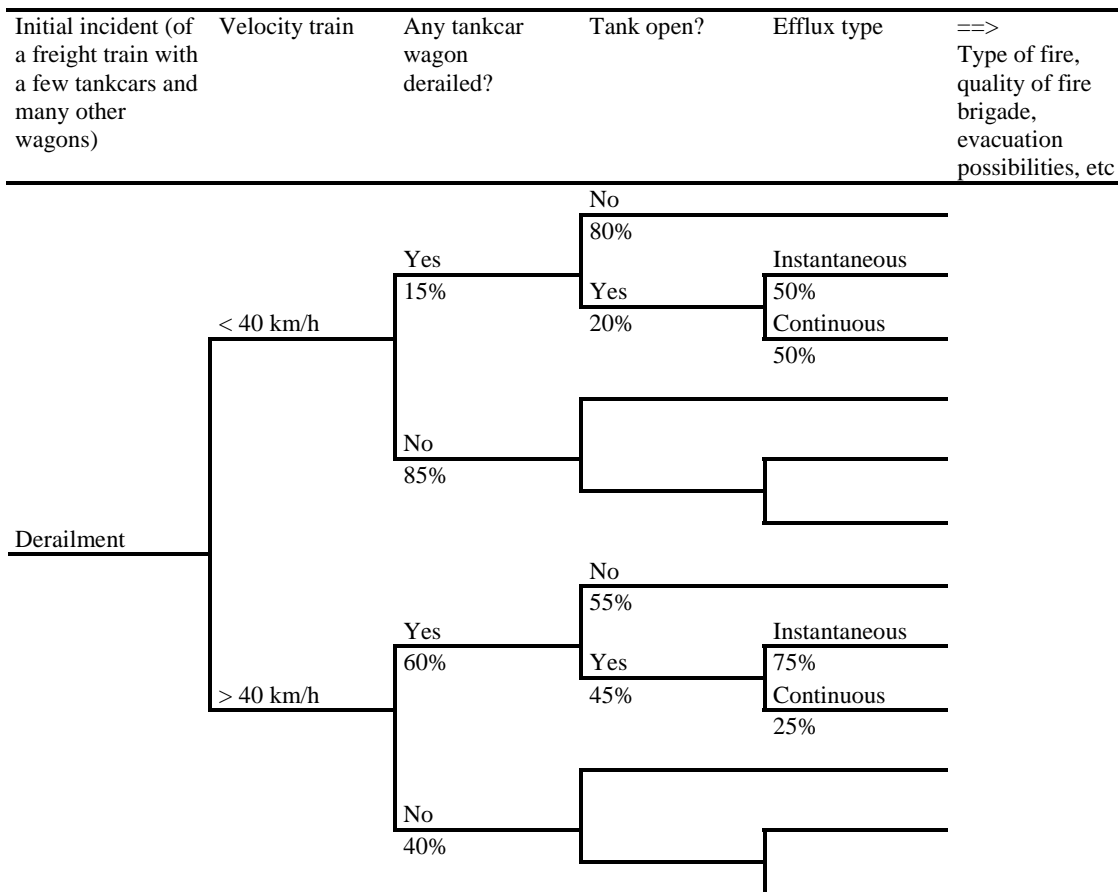 Initial incident (of
a freight train with
a few tankcars and
many other
wagons)
Velocity train
Any tankcar
wagon
derailed?
Tank open?
Efflux type
==>
Type of fire,
quality of fire
brigade,
evacuation
possibilities, etc
No
80%
Yes
15%
Instantaneous
50%
Yes
20%
Continuous
50%
< 40 km/h
No
85%
Derailment
No
55%
Yes
60%
Instantaneous
75%
Yes
45%
Continuous
25%
> 40 km/h
No
40%